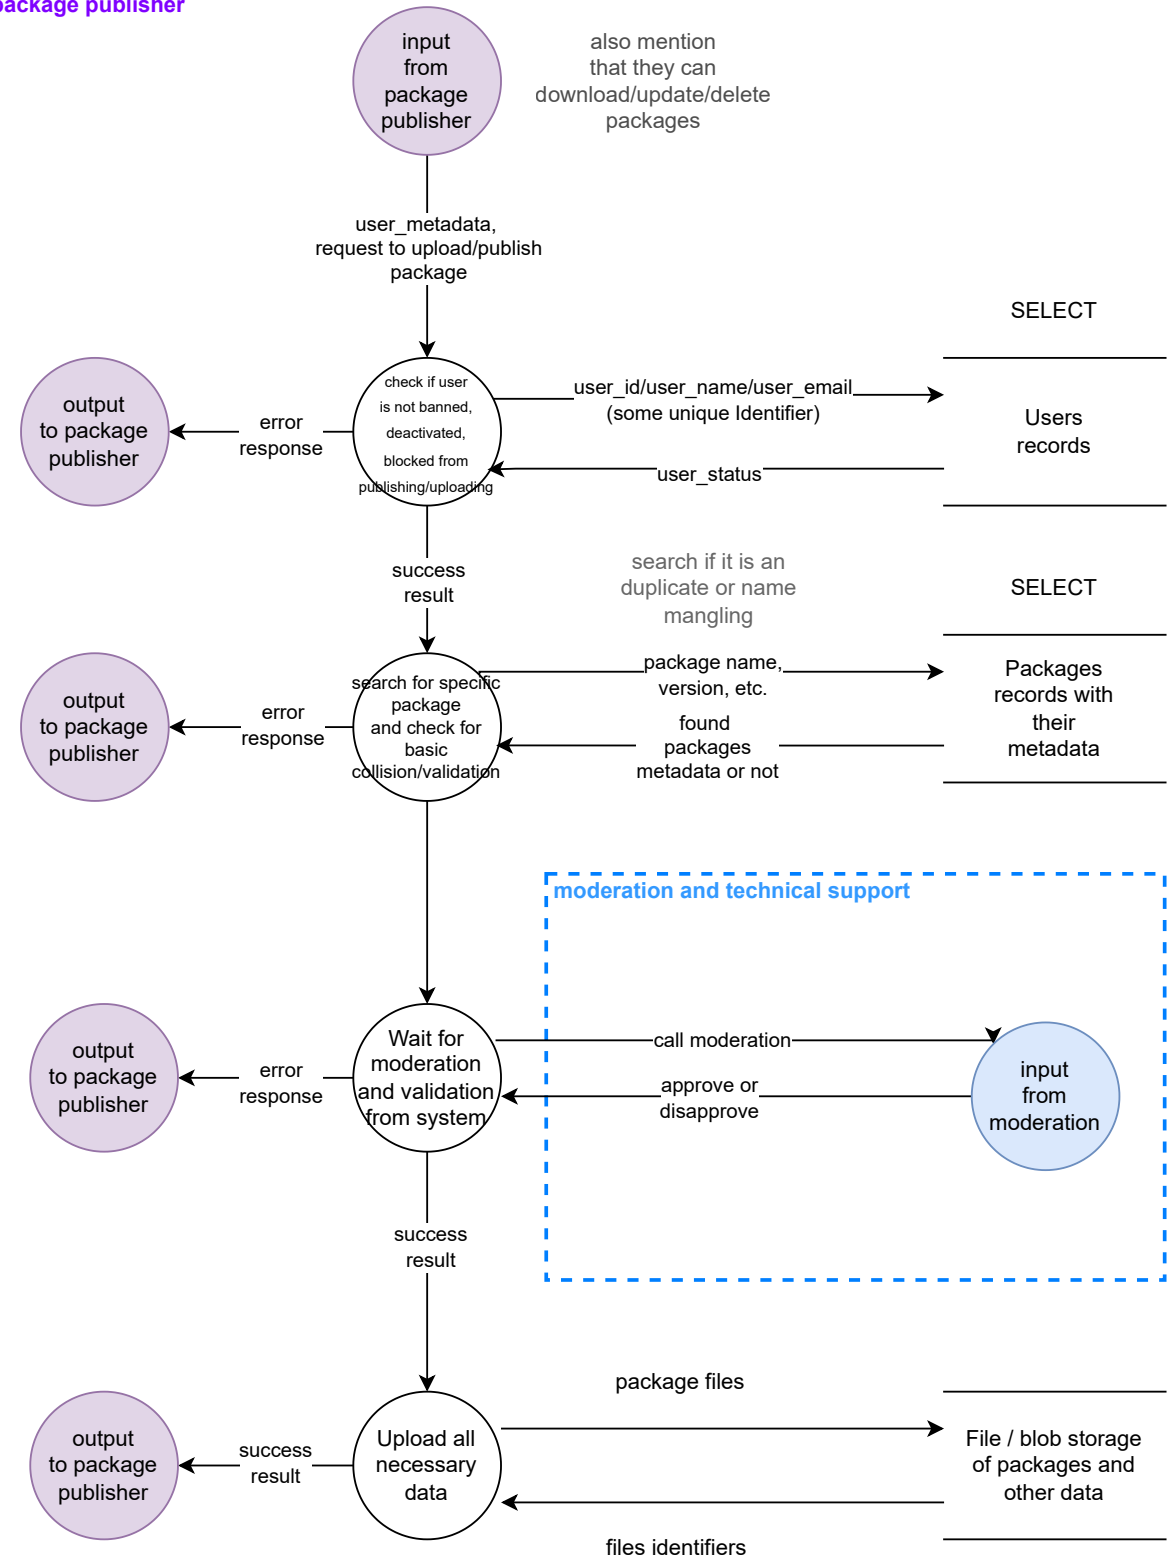 package publisher
input
from
package
publisher
also mention
that they can
download/update/delete
packages
user_metadata,
request to upload/publish
package
SELECT
output
to package
publisher
error
response
check if user
is not banned,
deactivated,
blocked from
publishing/uploading
user_id/user_name/user_email
(some unique Identifier)
user_status
Users
records
success
result
search if it is an
duplicate or name
mangling
SELECT
output
to package
publisher
error
response
search for specific
package
and check for
basic
collision/validation
package name,
version, etc.
found
packages
metadata or not
Packages
records with
their
metadata
moderation and technical support
output
to package
publisher
error
response
Wait for
moderation
and validation
from system
call moderation
approve or
disapprove
input
from
moderation
success
result
output
to package
publisher
success
result
Upload all
necessary
data
package files
files identifiers
File / blob storage
of packages and
other data